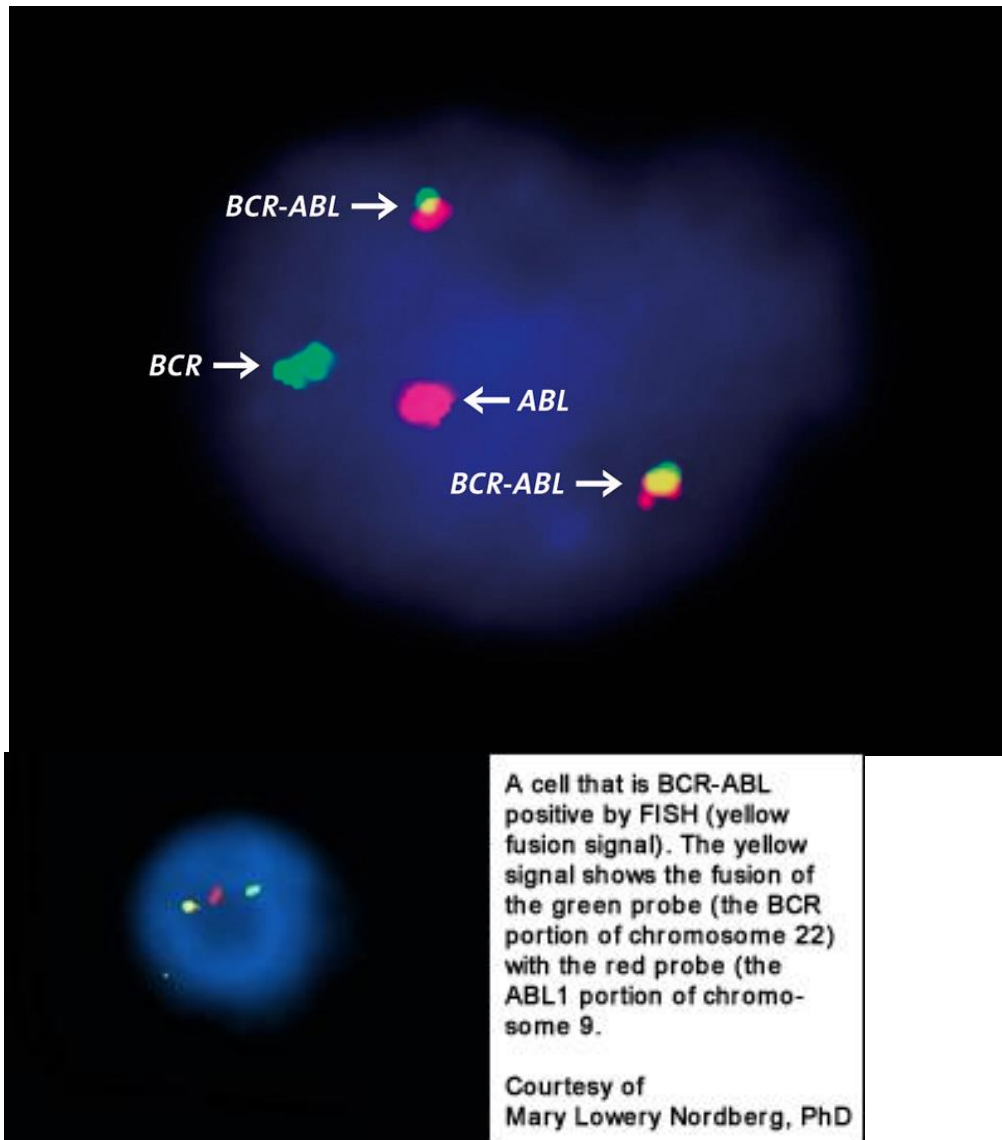 BCR-ABL
BCR
ABL
BCR-ABL
A cell that is BCR-ABL
positive by FISH (yellow
fusion signal). The yellow
signal shows the fusion of
the green probe (the BCR
portion of chromosome 22)
with the red probe (the
ABL1 portion of chromo-
some 9.
Courtesy of
Mary Lowery Nordberg, PhD